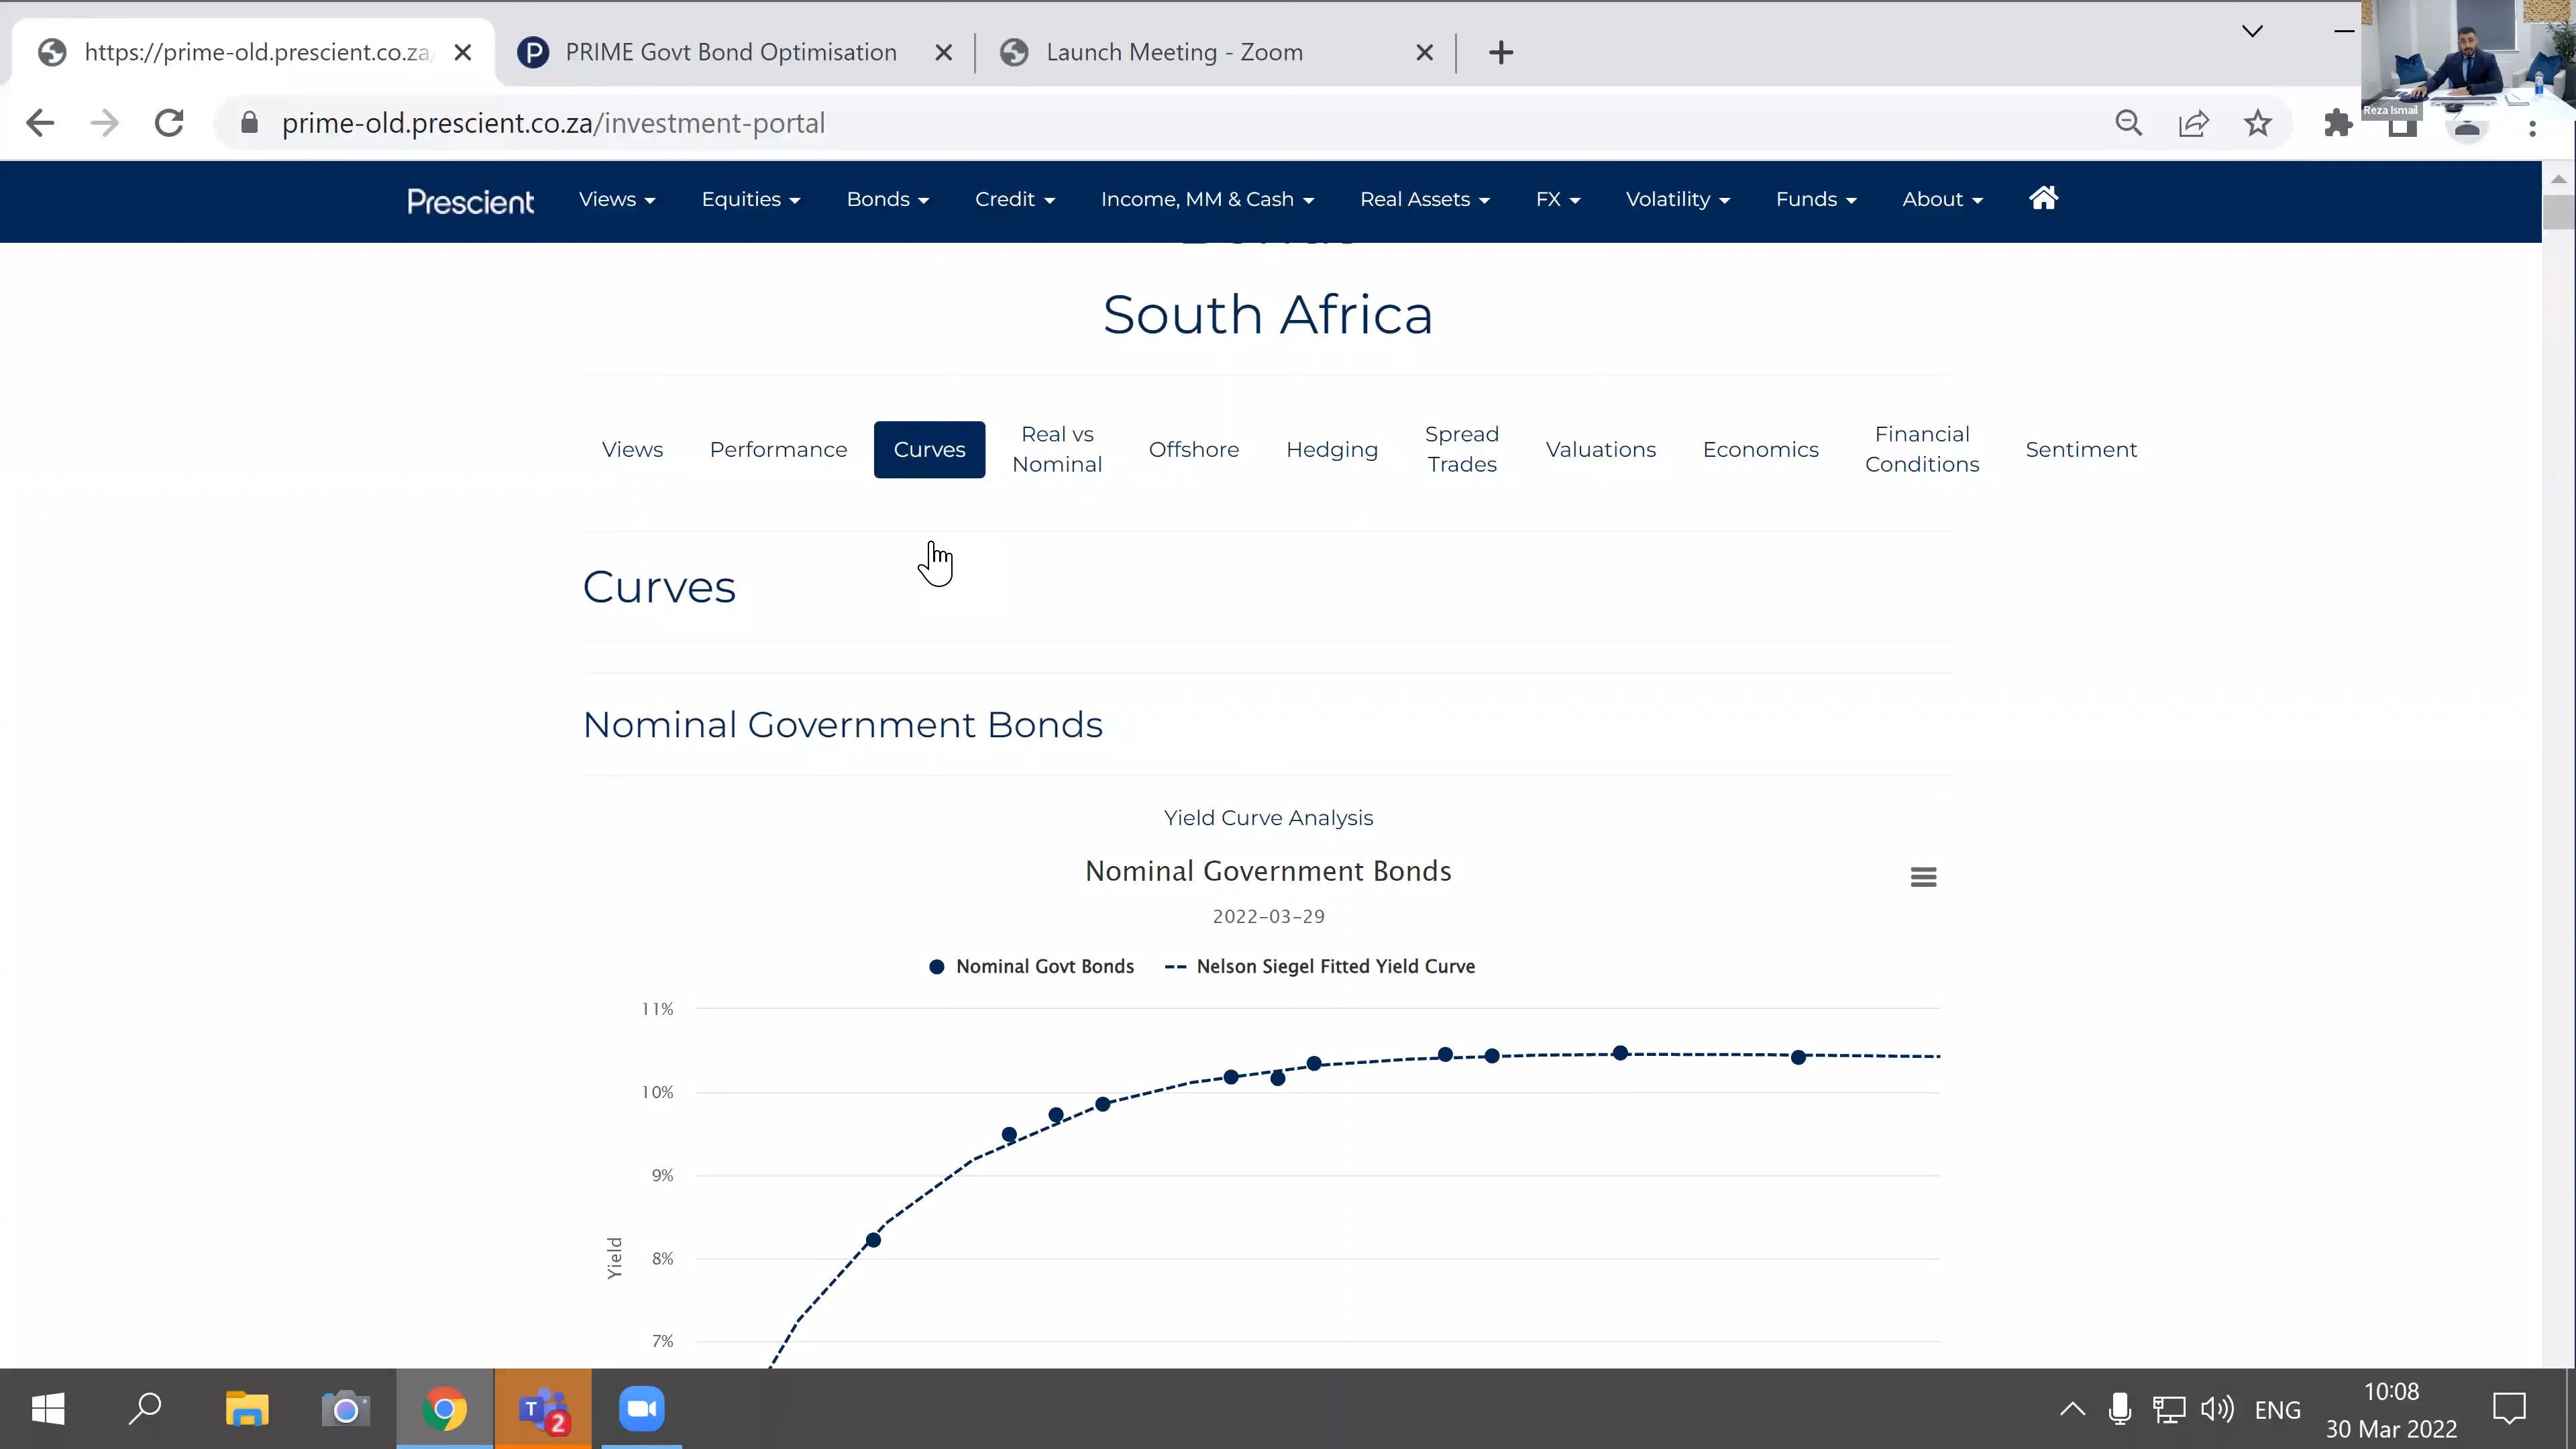 https://prime-old.prescient.co.za/
PRIME Govt Bond Optimisation
Launch Meeting - Zoom
Reza Ismail
prime-old.prescient.co.za/investment-portal
Prescient Views Equities Bonds Credit Income, MM & Cash Real Assets FX Volatility Funds About
South Africa
Views Performance Curves Real vs Nominal Offshore Hedging Spread Trades Valuations Economics Financial Conditions Sentiment
Curves
Nominal Government Bonds
Yield Curve Analysis
Nominal Government Bonds
2022-03-29
Nominal Govt Bonds Nelson Siegel Fitted Yield Curve
11%
10%
9%
8%
7%
Yield
T 2
ENG
10:08
30 Mar 2022